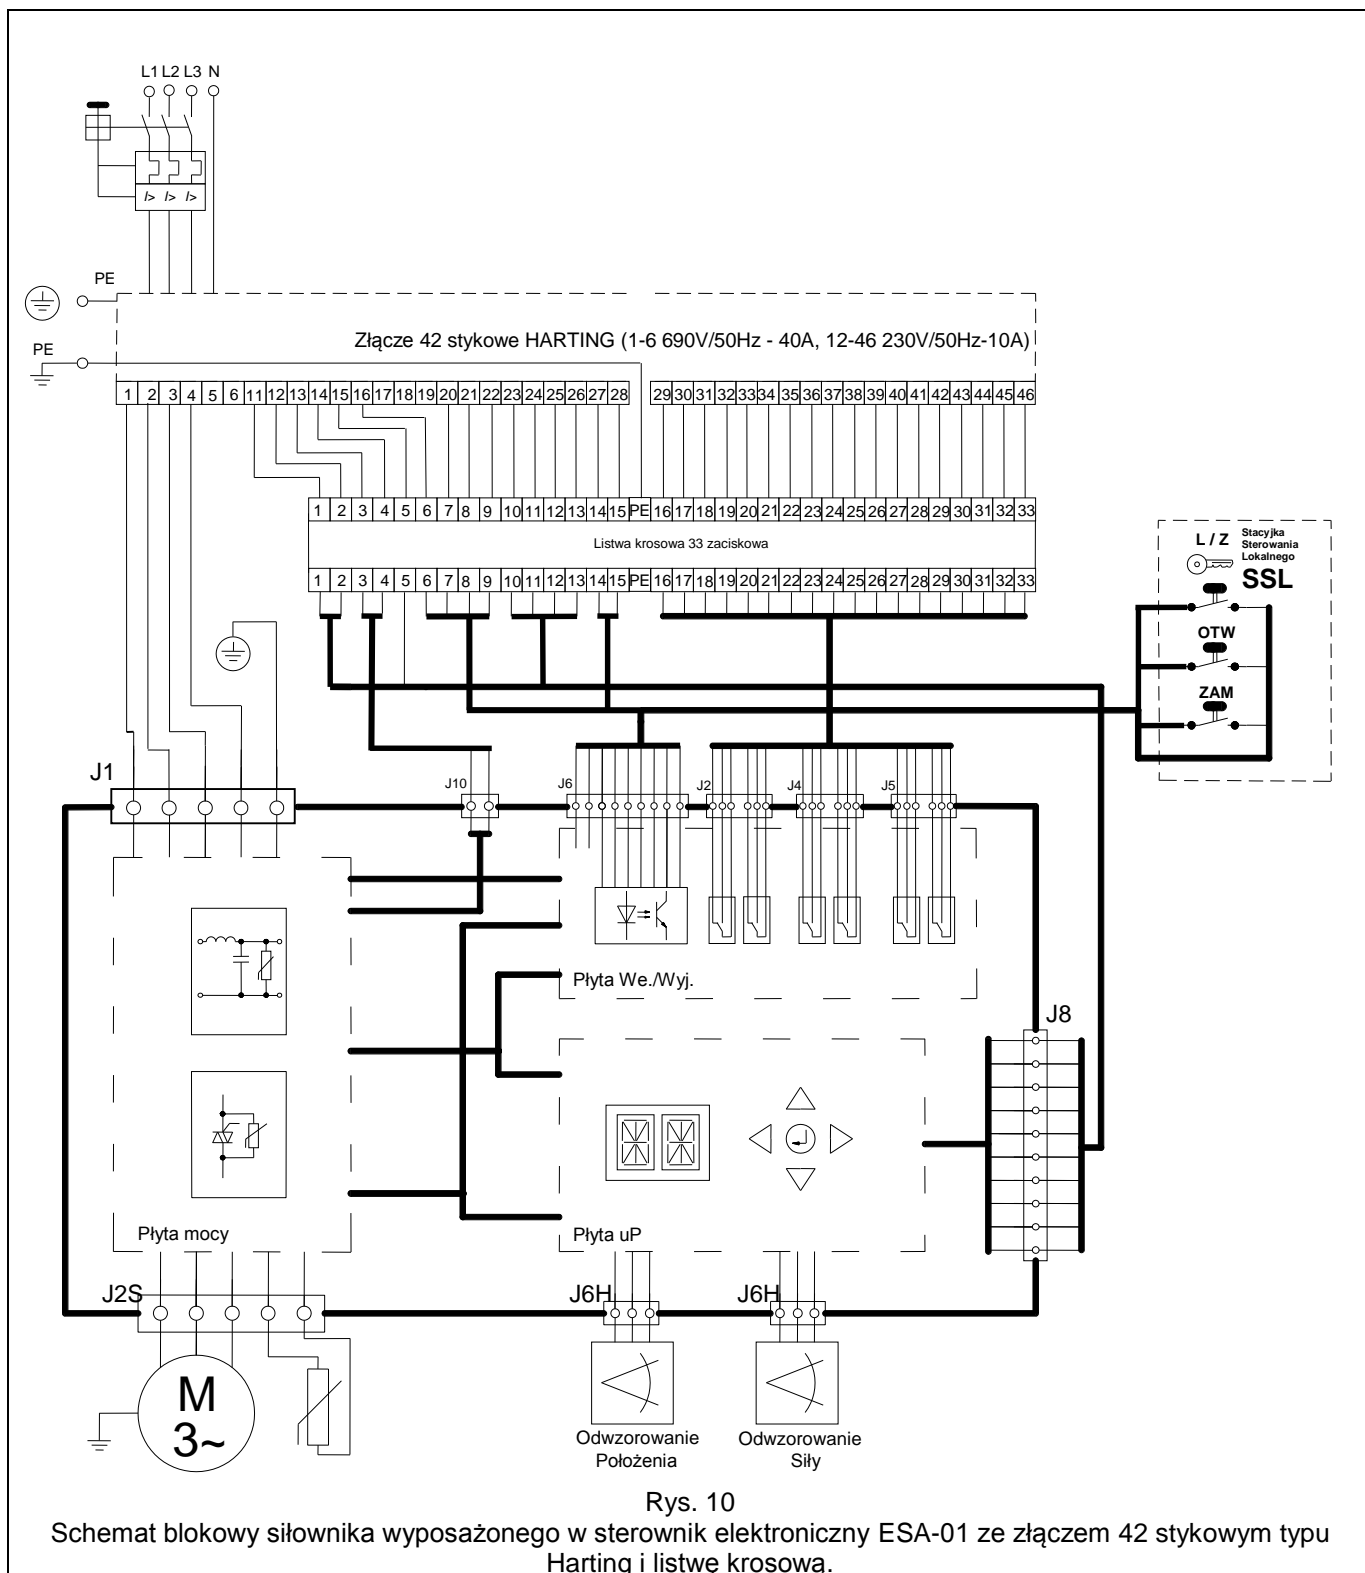 L1 L2 L3 N
I> I> I>
PE
Złącze 42 stykowe HARTING (1-6 690V/50Hz - 40A, 12-46 230V/50Hz-10A)
PE
1 2 3 4 5 6 11 12 13 14 15 16 17 18 19 20 21 22 23 24 25 26 27 28 29 30 31 32 33 34 35 36 37 38 39 40 41 42 43 44 45 46
1 2 3 4 5 6 7 8 9 10 11 12 13 14 15 PE 16 17 18 19 20 21 22 23 24 25 26 27 28 29 30 31 32 33
Listwa krosowa 33 zaciskowa
1 2 3 4 5 6 7 8 9 10 11 12 13 14 15 PE 16 17 18 19 20 21 22 23 24 25 26 27 28 29 30 31 32 33
L / Z
Stacyjka
Sterowania
Lokalnego
SSL
OTW
ZAM
J1
J10
J6
J2
J4
J5
Płyta We./Wyj.
J8
Płyta mocy
Płyta uP
J2S
J6H
J6H
M
3~
Odwzorowanie
Położenia
Odwzorowanie
Siły
Rys. 10
Schemat blokowy siłownika wyposażonego w sterownik elektroniczny ESA-01 ze złączem 42 stykowym typu
Harting i listwę krosową.